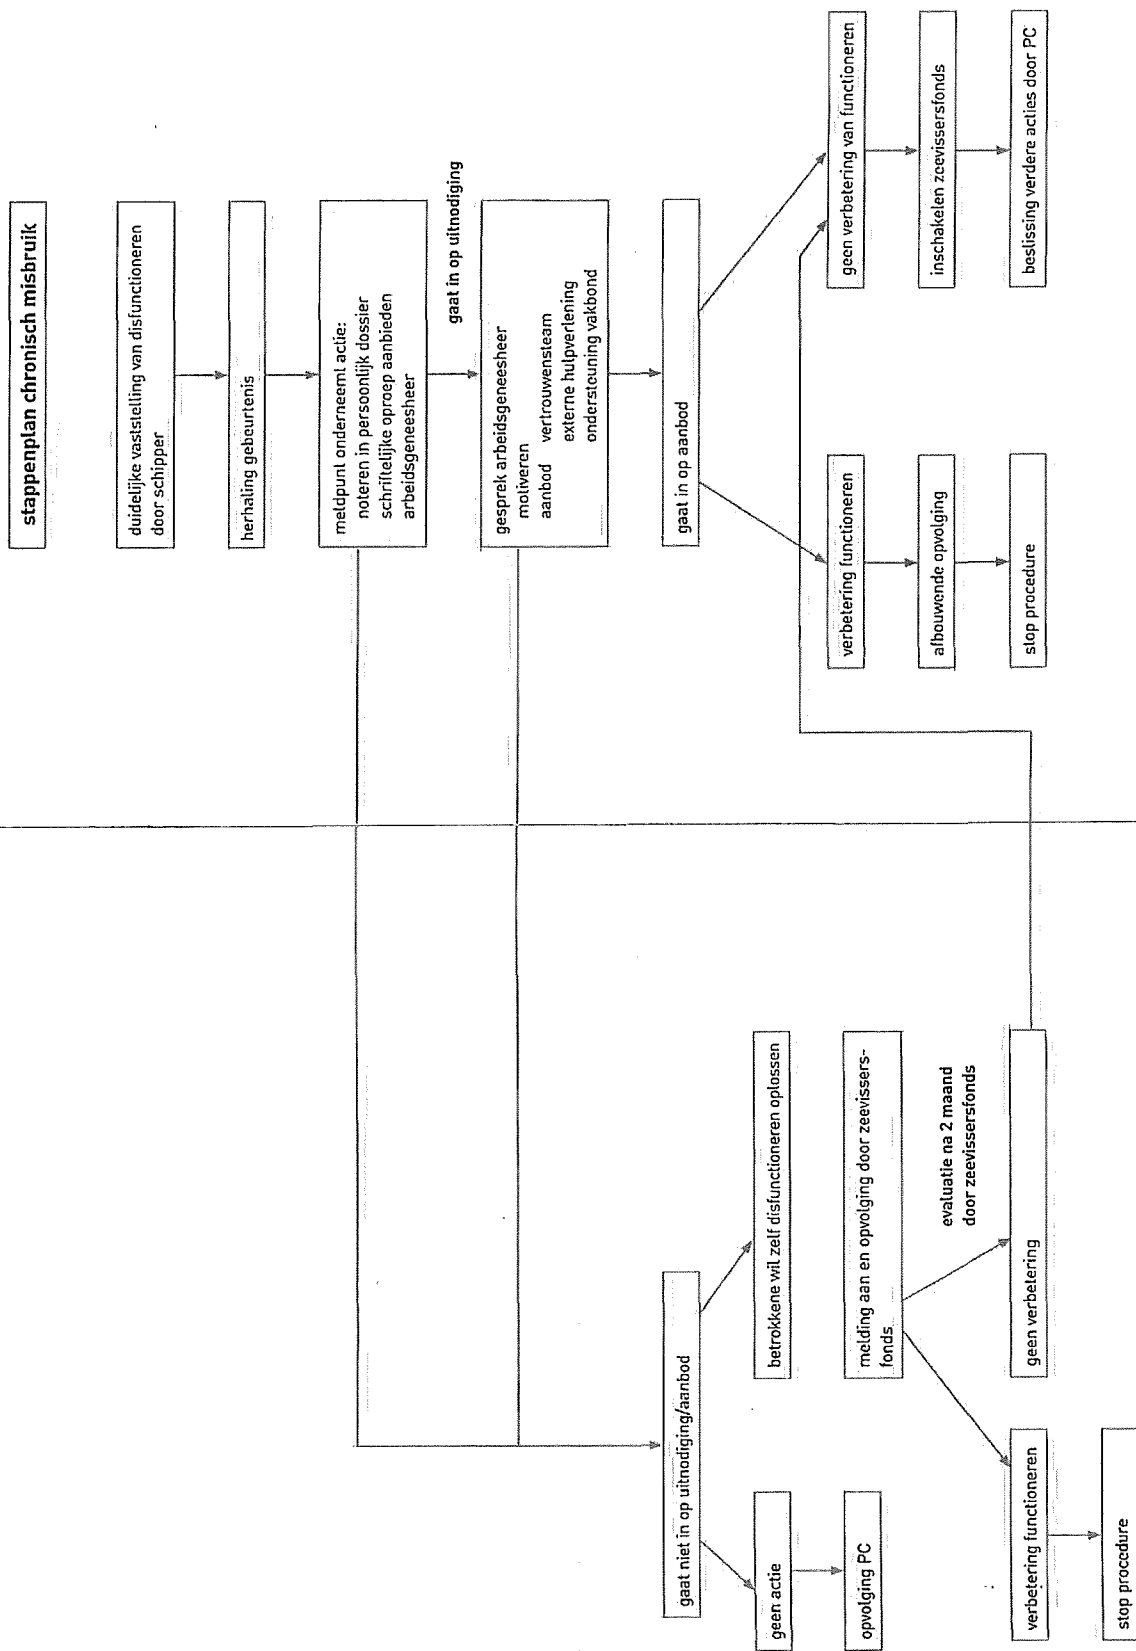 stappenplan chronisch misbruik
duidelijke vaststelling van disfunctioneren
door schipper
herhaling gebeurtenis
meldpunt onderneemt actie:
noteren in persoonlijk dossier
schriftelijke oproep aanbieden
arbeidsgeneesheer
gaat in op uitnodiging
gesprek arbeidsgeneesheer
motiveren
aanbod vertrouwensteam
externe hulpverlening
ondersteuning vakbond
gaat in op aanbod
verbetering functioneren
afbouwende opvolging
stop procedure
geen verbetering van functioneren
inschakelen zeevissersfonds
beslissing verdere acties door PC
gaat niet in op uitnodiging/aanbod
geen actie
opvolging PC
betrokkene wil zelf disfunctioneren oplossen
melding aan en opvolging door zeevissers-
fonds
evaluatie na 2 maand
door zeevissersfonds
verbetering functioneren
stop procedure
geen verbetering